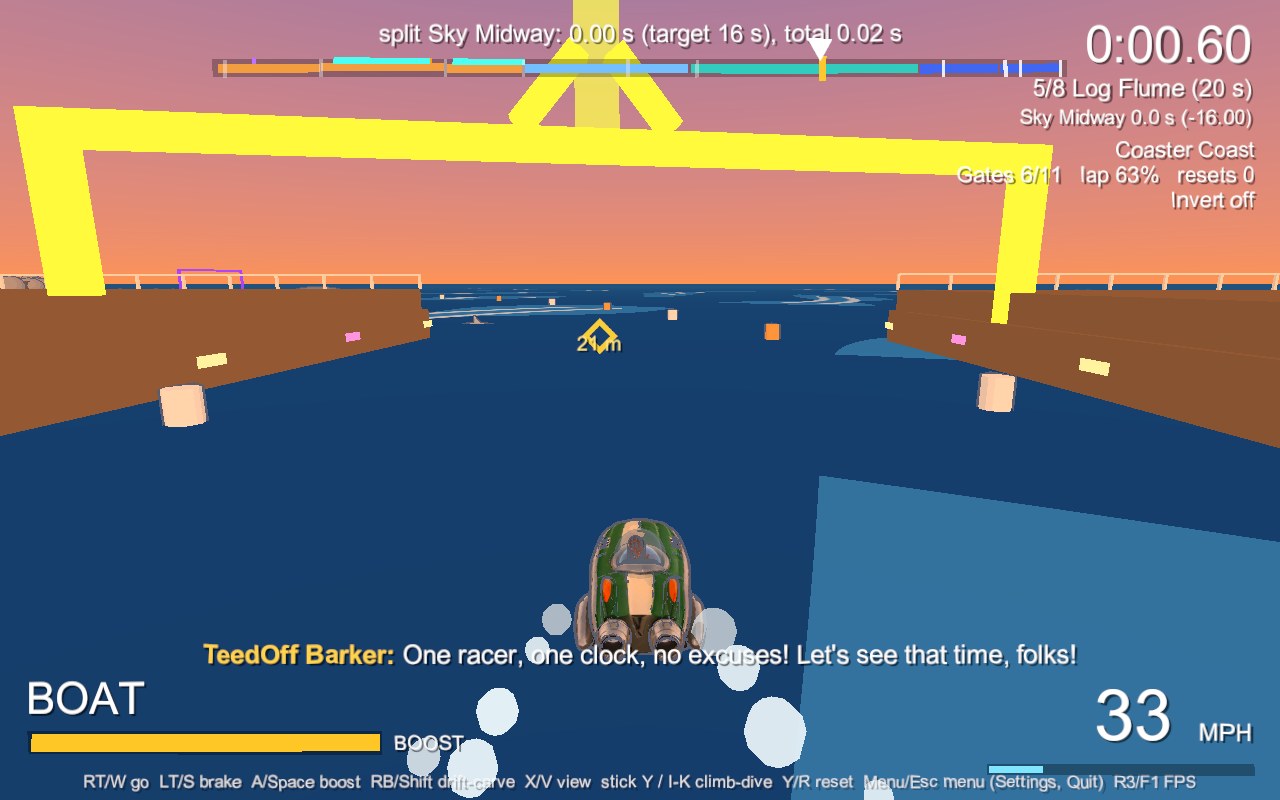 split Sky Midway: 0.00 s (target 16 s), total 0.02 s
0:00.60
5/8 Log Flume (20 s)
Sky Midway 0.0 s (-16.00)
Coaster Coast
Gates 6/11 lap 63% resets 0
Invert off
21 m
TeedOff Barker: One racer, one clock, no excuses! Let's see that time, folks!
BOAT
BOOST
33 MPH
RT/W go LT/S brake A/Space boost RB/Shift drift-carve X/V view stick Y / I-K climb-dive Y/R reset Menu/Esc menu (Settings, Quit) R3/F1 FPS